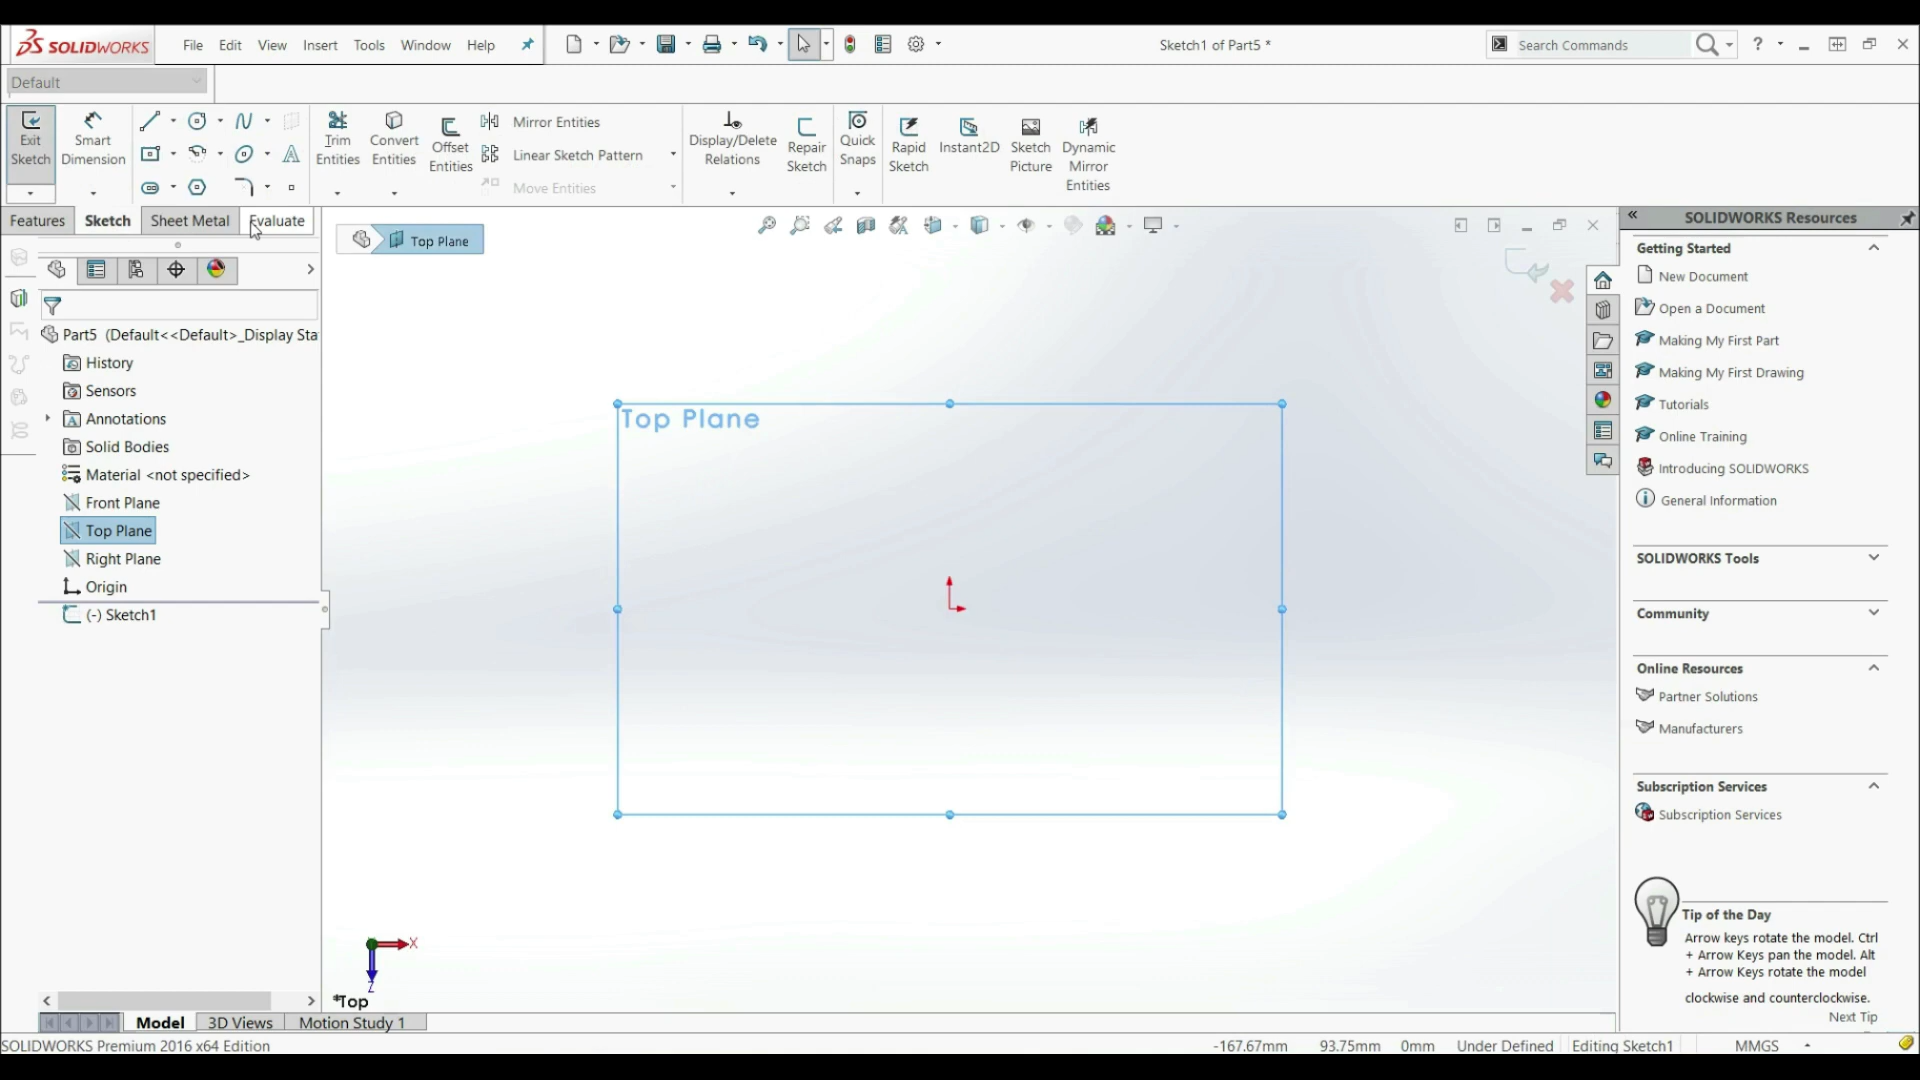 SOLIDWORKS File Edit View Insert Tools Window Help Sketch1 of Part5 * Search Commands ?
Default
Exit Sketch
Smart Dimension
Trim Entities
Convert Entities
Offset Entities
Mirror Entities
Linear Sketch Pattern
Move Entities
Display/Delete Relations
Repair Sketch
Quick Snaps
Rapid Sketch
Instant2D
Sketch Picture
Dynamic Mirror Entities
Features Sketch Sheet Metal Evaluate
Top Plane
Part5 (Default<<Default>_Display Sta
History
Sensors
Annotations
Solid Bodies
Material <not specified>
Front Plane
Top Plane
Right Plane
Origin
(-) Sketch1
Top Plane
X
Z
*Top
SOLIDWORKS Resources
Getting Started
New Document
Open a Document
Making My First Part
Making My First Drawing
Tutorials
Online Training
Introducing SOLIDWORKS
General Information
SOLIDWORKS Tools
Community
Online Resources
Partner Solutions
Manufacturers
Subscription Services
Subscription Services
Tip of the Day
Arrow keys rotate the model. Ctrl
+ Arrow Keys pan the model. Alt
+ Arrow Keys rotate the model
clockwise and counterclockwise.
Next Tip
Model 3D Views Motion Study 1
SOLIDWORKS Premium 2016 x64 Edition -167.67mm 93.75mm 0mm Under Defined Editing Sketch1 MMGS